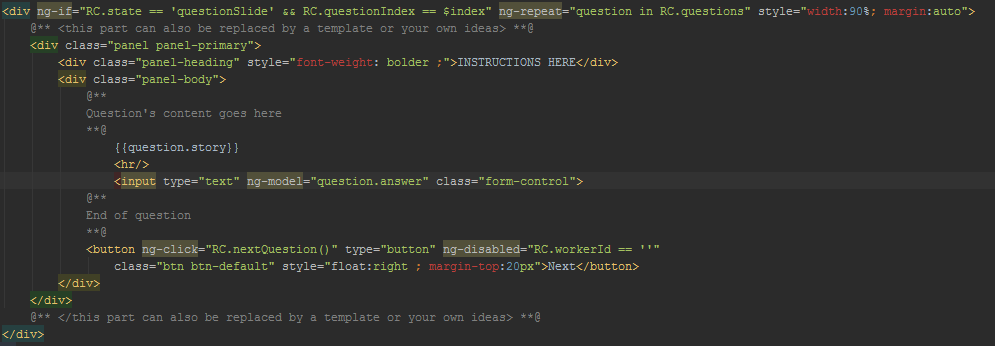 <div ng-if="RC.state == 'questionSlide' && RC.questionIndex == $index" ng-repeat="question in RC.questions" style="width:90%; margin:auto">
@** <this part can also be replaced by a template or your own ideas> **@
<div class="panel panel-primary">
<div class="panel-heading" style="font-weight: bolder ;">INSTRUCTIONS HERE</div>
<div class="panel-body">
@**
Question's content goes here
**@
{{question.story}}
<hr/>
<input type="text" ng-model="question.answer" class="form-control">
@**
End of question
**@
<button ng-click="RC.nextQuestion()" type="button" ng-disabled="RC.workerId == ''"
class="btn btn-default" style="float:right ; margin-top:20px">Next</button>
</div>
</div>
@** </this part can also be replaced by a template or your own ideas> **@
</div>